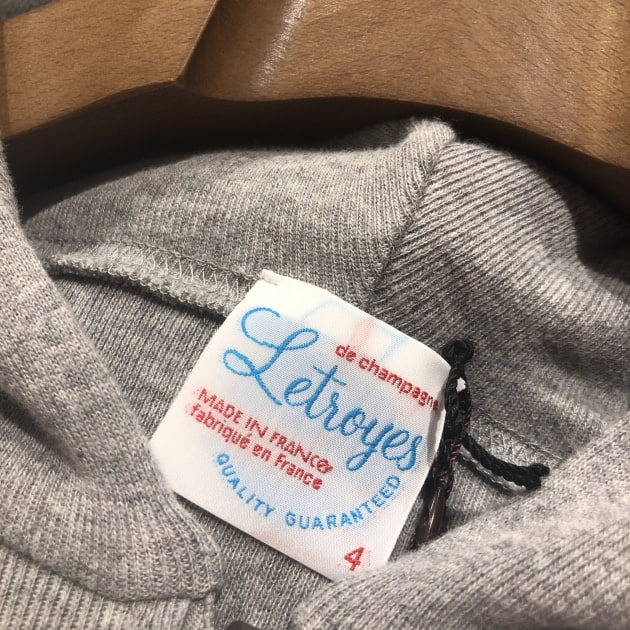 de champagne
Letroyes
MADE IN FRANCE
fabriqué en France
QUALITY GUARANTEED
4